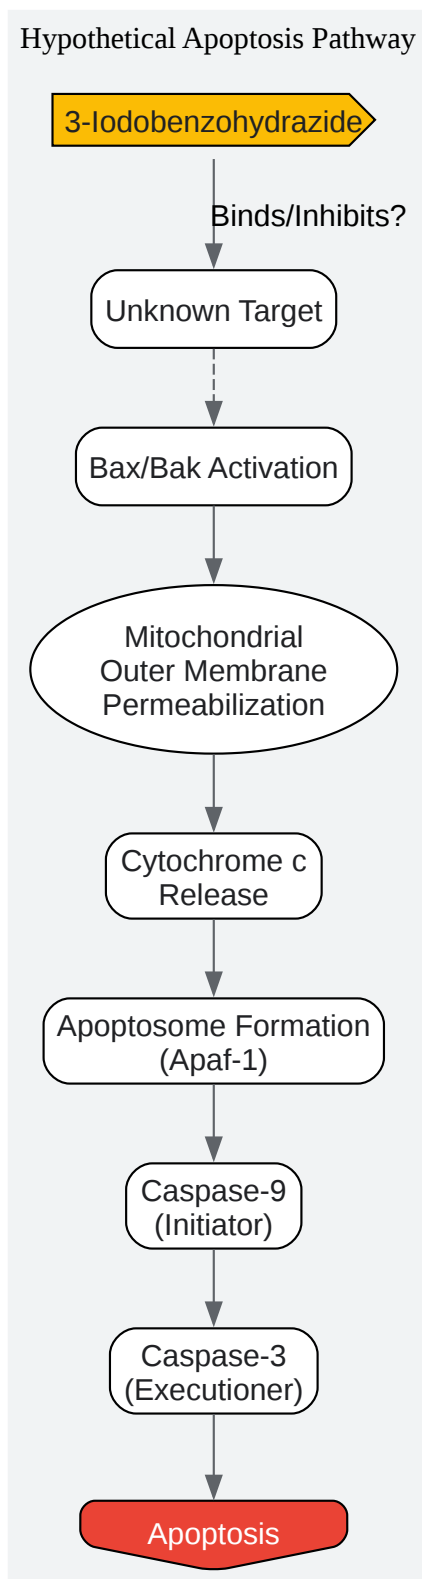 Hypothetical Apoptosis Pathway
3-Iodobenzohydrazide
Binds/Inhibits?
Unknown Target
Bax/Bak Activation
Mitochondrial
Outer Membrane
Permeabilization
Cytochrome c
Release
Apoptosome Formation
(Apaf-1)
Caspase-9
(Initiator)
Caspase-3
(Executioner)
Apoptosis